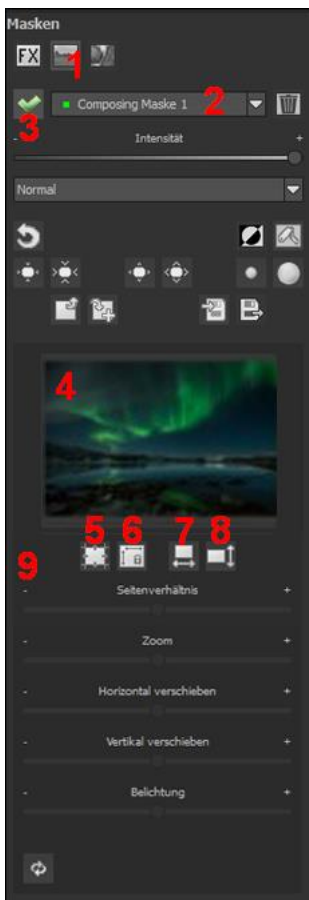 Masken
FX
1
Composing Maske 1
2
3
- Intensität +
Normal
4
5 6 7 8
9
- Seitenverhältnis +
- Zoom +
- Horizontal verschieben +
- Vertikal verschieben +
- Belichtung +